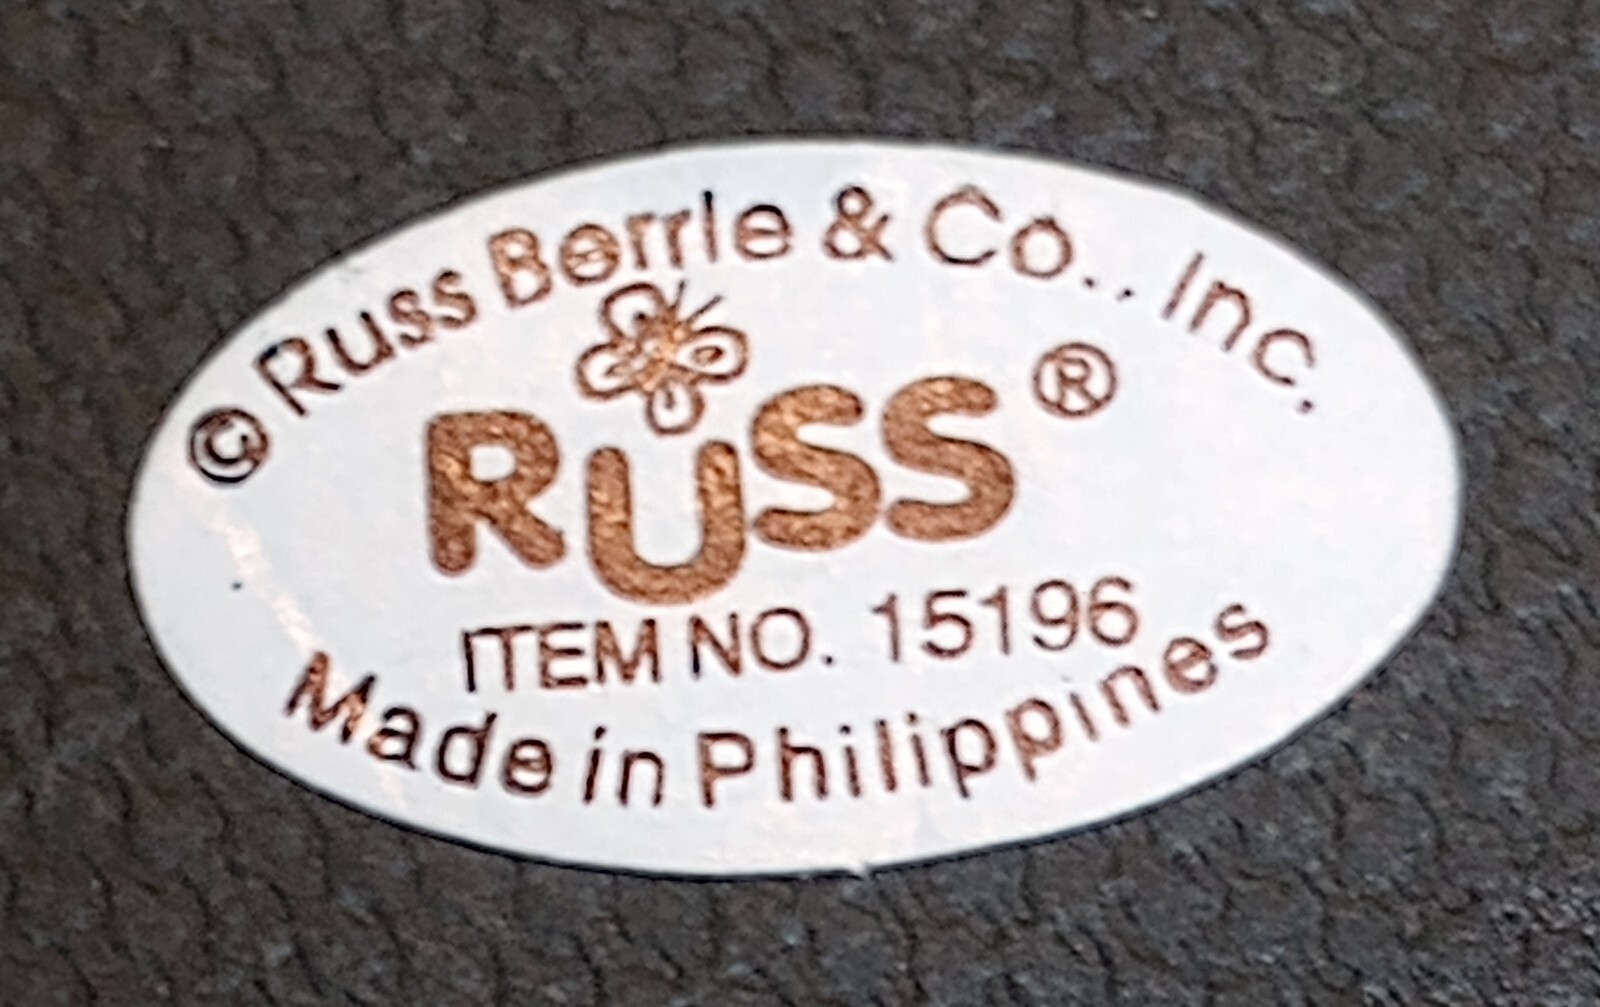 © Russ Berrie & Co., Inc.
RUSS ®
ITEM NO. 15196
Made in Philippines